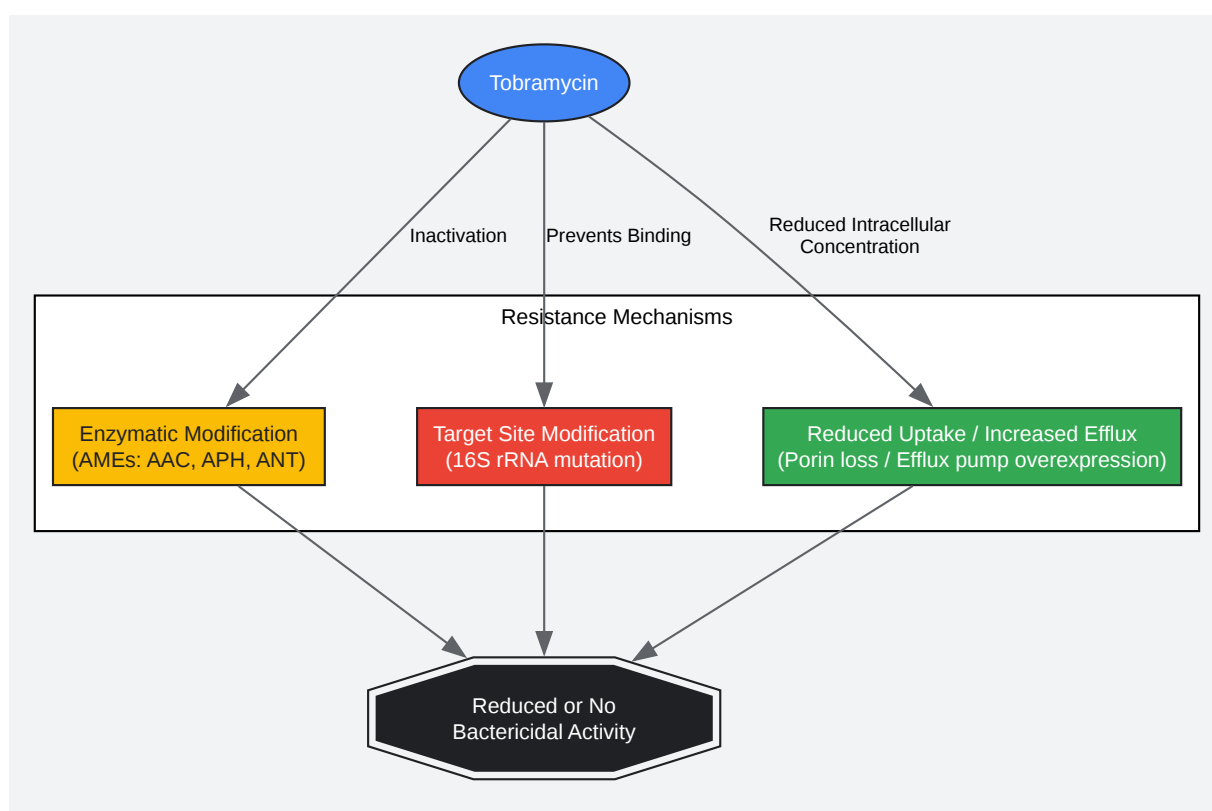 Tobramycin
Inactivation
Prevents Binding
Reduced Intracellular
Concentration
Resistance Mechanisms
Enzymatic Modification
(AMEs: AAC, APH, ANT)
Target Site Modification
(16S rRNA mutation)
Reduced Uptake / Increased Efflux
(Porin loss / Efflux pump overexpression)
Reduced or No
Bactericidal Activity